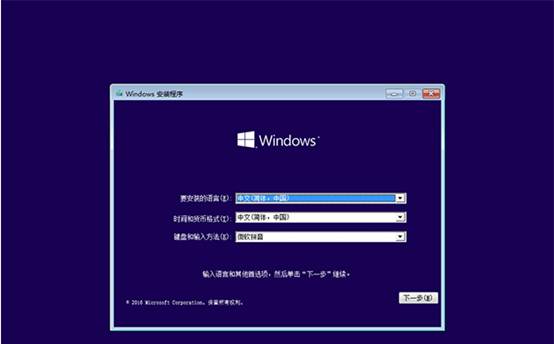 Windows 安装程序
Windows
要安装的语言(E): 中文(简体，中国)
时间和货币格式(T): 中文(简体，中国)
键盘和输入方法(K): 微软拼音
输入语言和其他首选项，然后单击“下一步”继续。
© 2016 Microsoft Corporation。保留所有权利。
下一步(N)